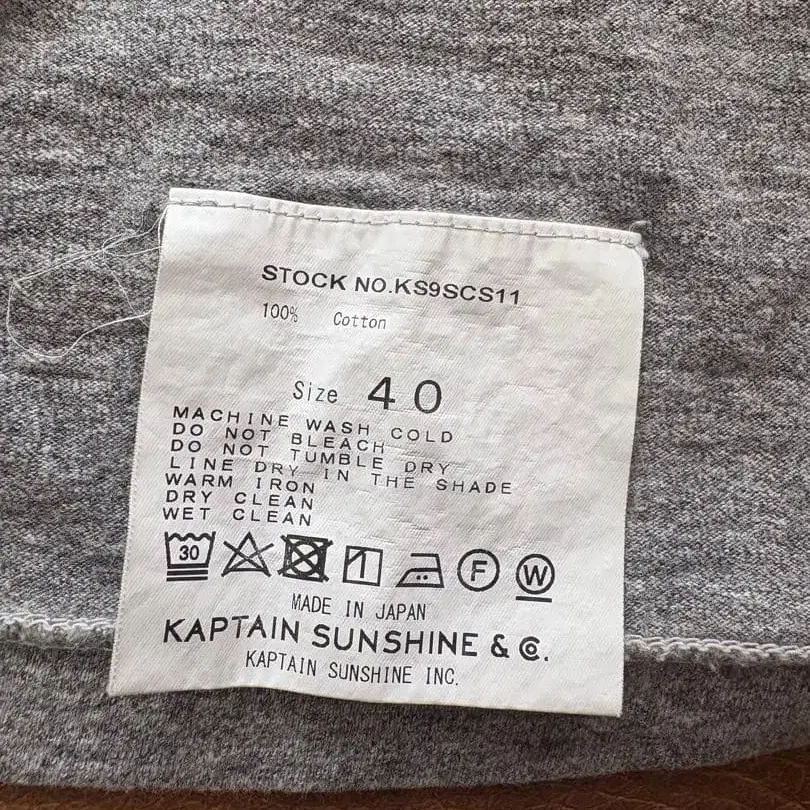 STOCK NO.KS9SCS11
100% Cotton
Size 40
MACHINE WASH COLD
DO NOT BLEACH
DO NOT TUMBLE DRY
LINE DRY IN THE SHADE
WARM IRON
DRY CLEAN
WET CLEAN
30 F W
MADE IN JAPAN
KAPTAIN SUNSHINE & Co.
KAPTAIN SUNSHINE INC.